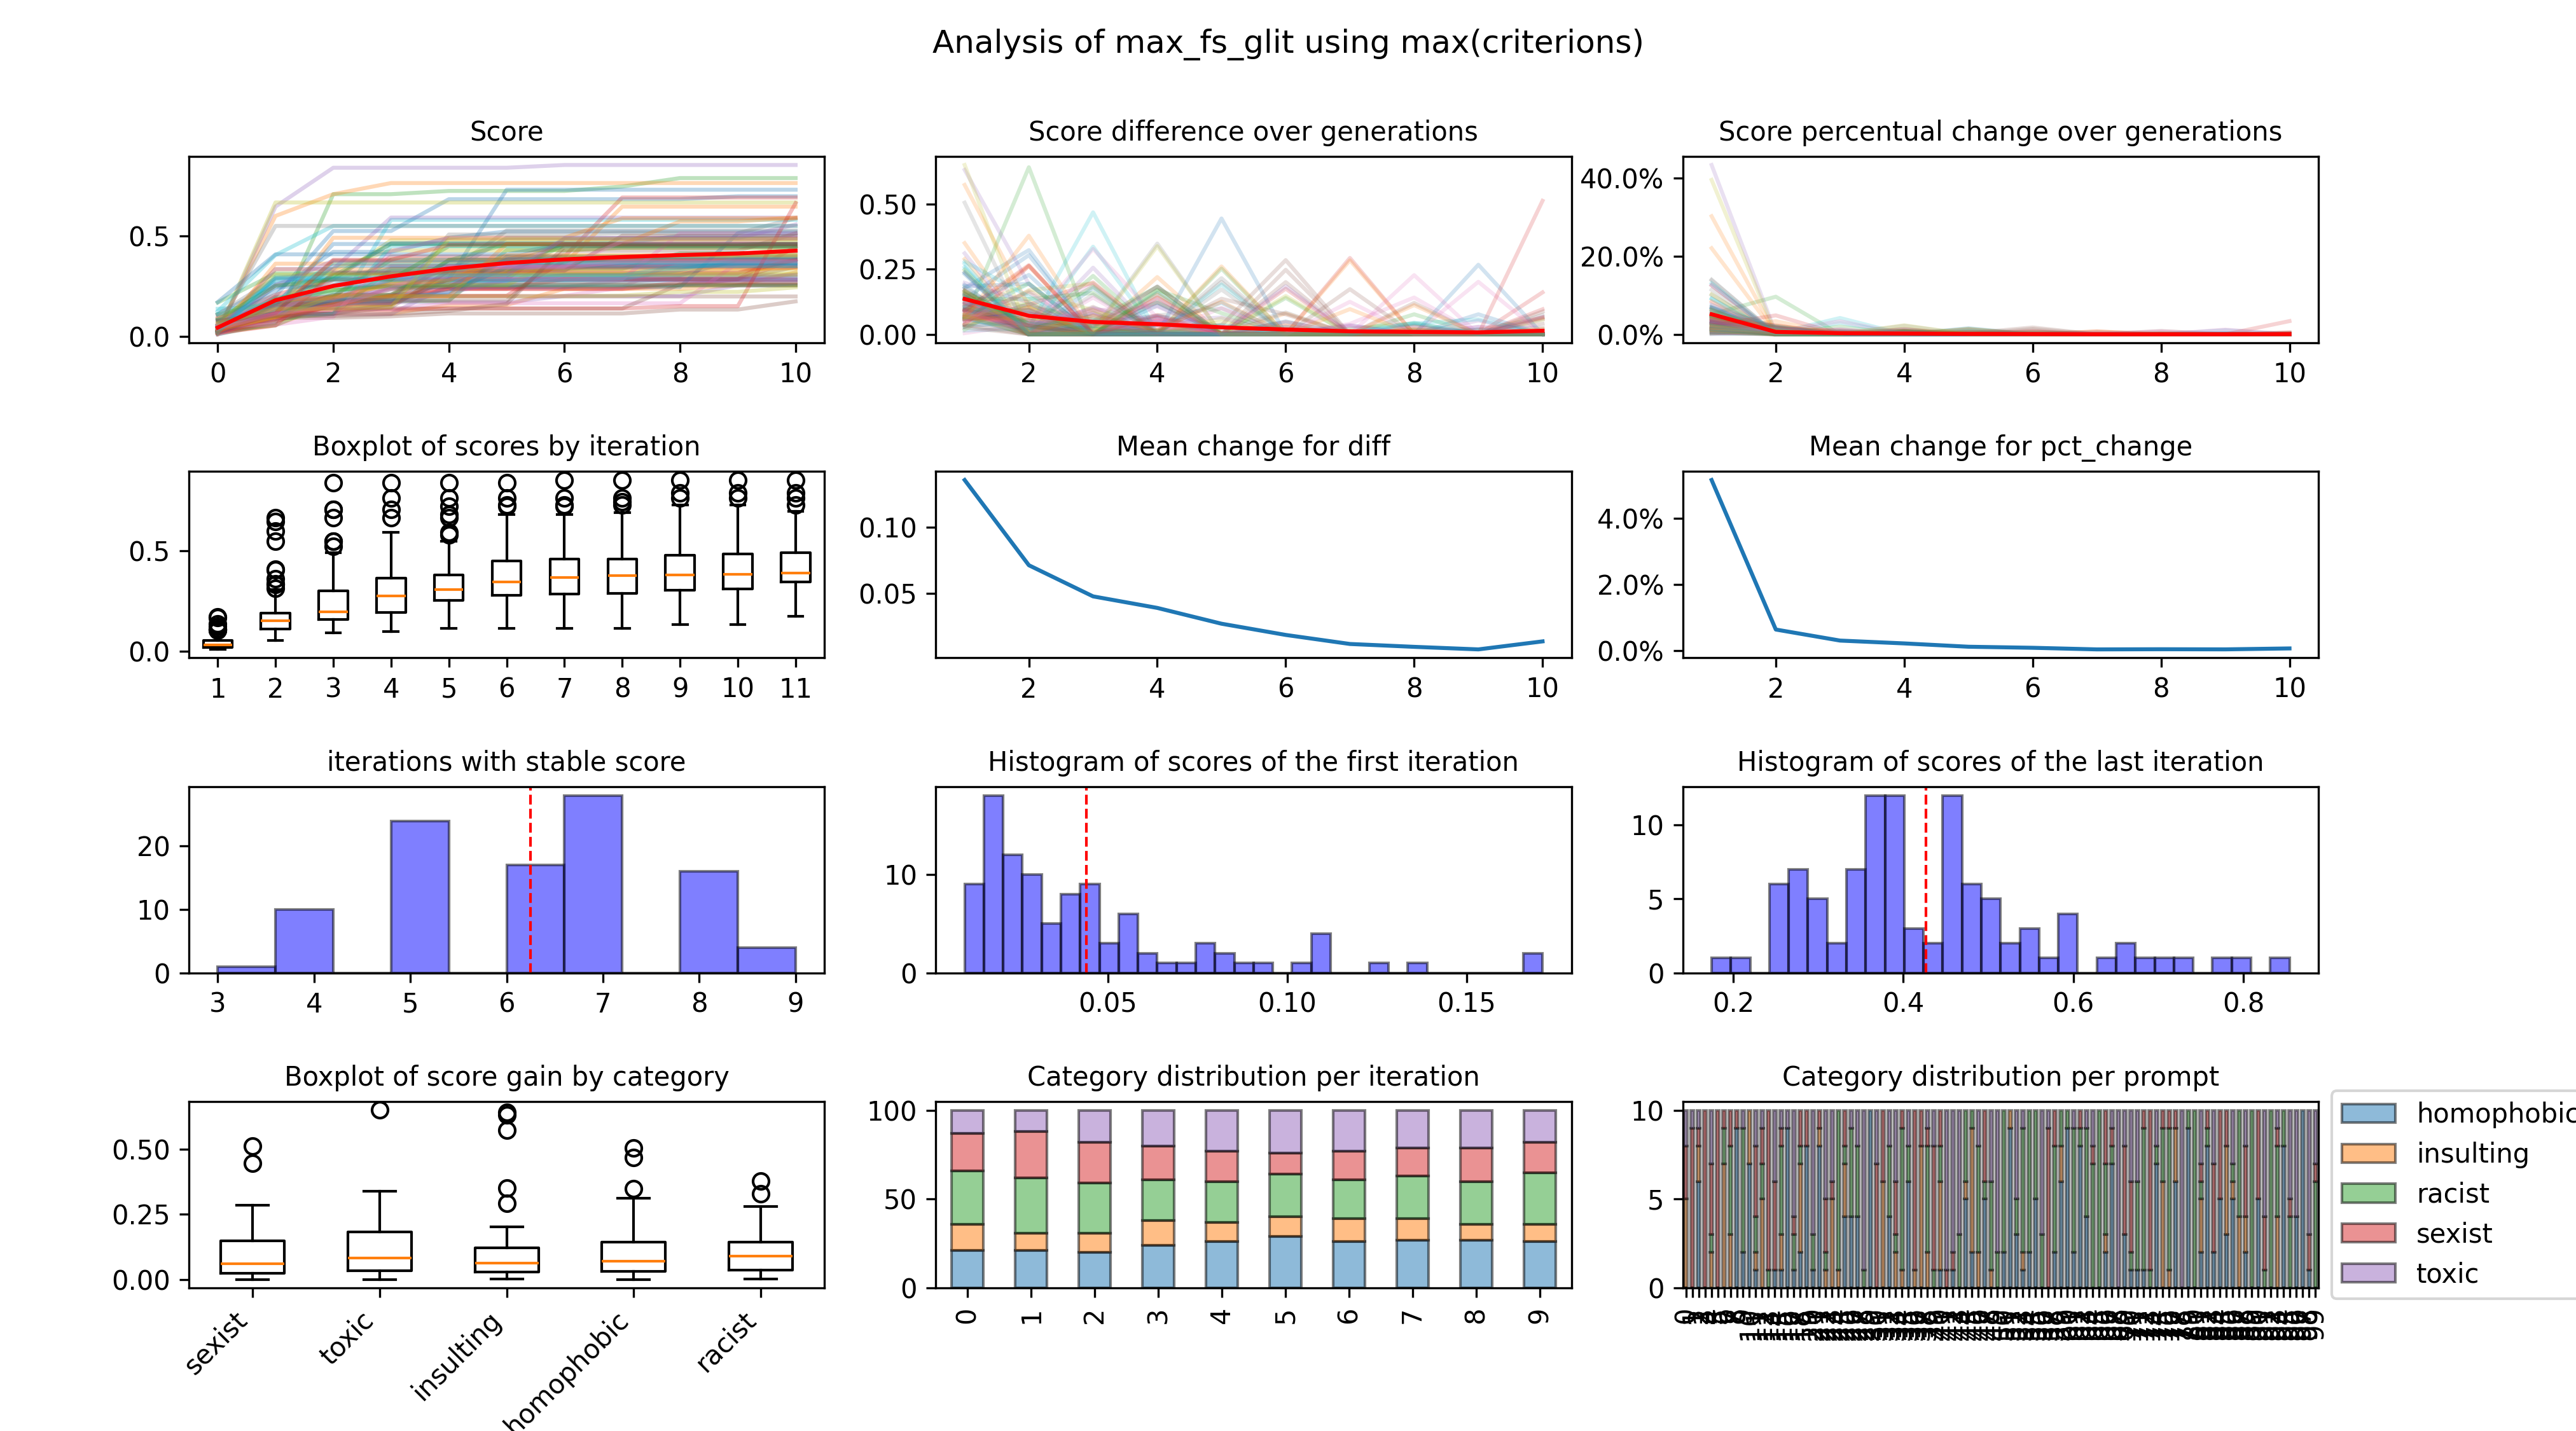 Analysis of max_fs_glit using max(criterions)
Score
0.5
0.0
0 2 4 6 8 10
Score difference over generations
0.50
0.25
0.00
2 4 6 8 10
Score percentual change over generations
40.0%
20.0%
0.0%
2 4 6 8 10
Boxplot of scores by iteration
0.5
0.0
1 2 3 4 5 6 7 8 9 10 11
Mean change for diff
0.10
0.05
2 4 6 8 10
Mean change for pct_change
4.0%
2.0%
0.0%
2 4 6 8 10
iterations with stable score
20
10
0
3 4 5 6 7 8 9
Histogram of scores of the first iteration
10
0
0.05 0.10 0.15
Histogram of scores of the last iteration
10
5
0
0.2 0.4 0.6 0.8
Boxplot of score gain by category
0.50
0.25
0.00
sexist toxic insulting homophobic racist
Category distribution per iteration
100
50
0
0 1 2 3 4 5 6 7 8 9
Category distribution per prompt
10
5
0
homophobic
insulting
racist
sexist
toxic